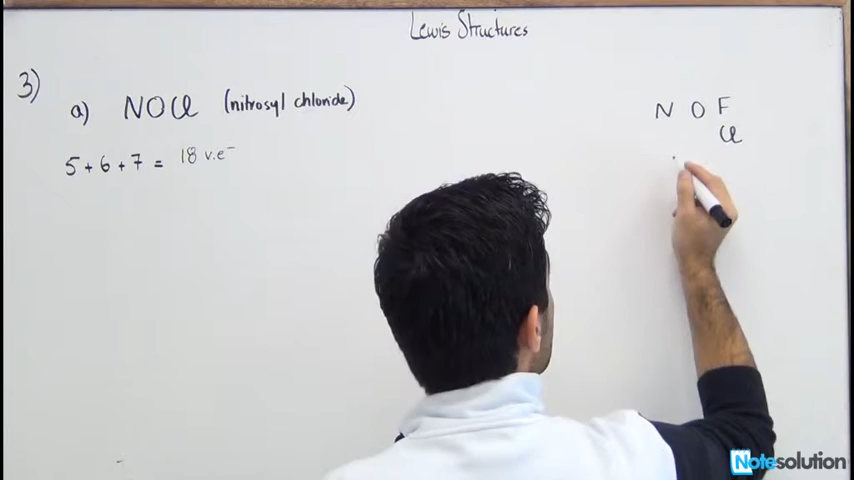 Lewis Structures
3)
a) NOCl (nitrosyl chloride)
5 + 6 + 7 = 18 v.e⁻
N O F
Cl
Notesolution